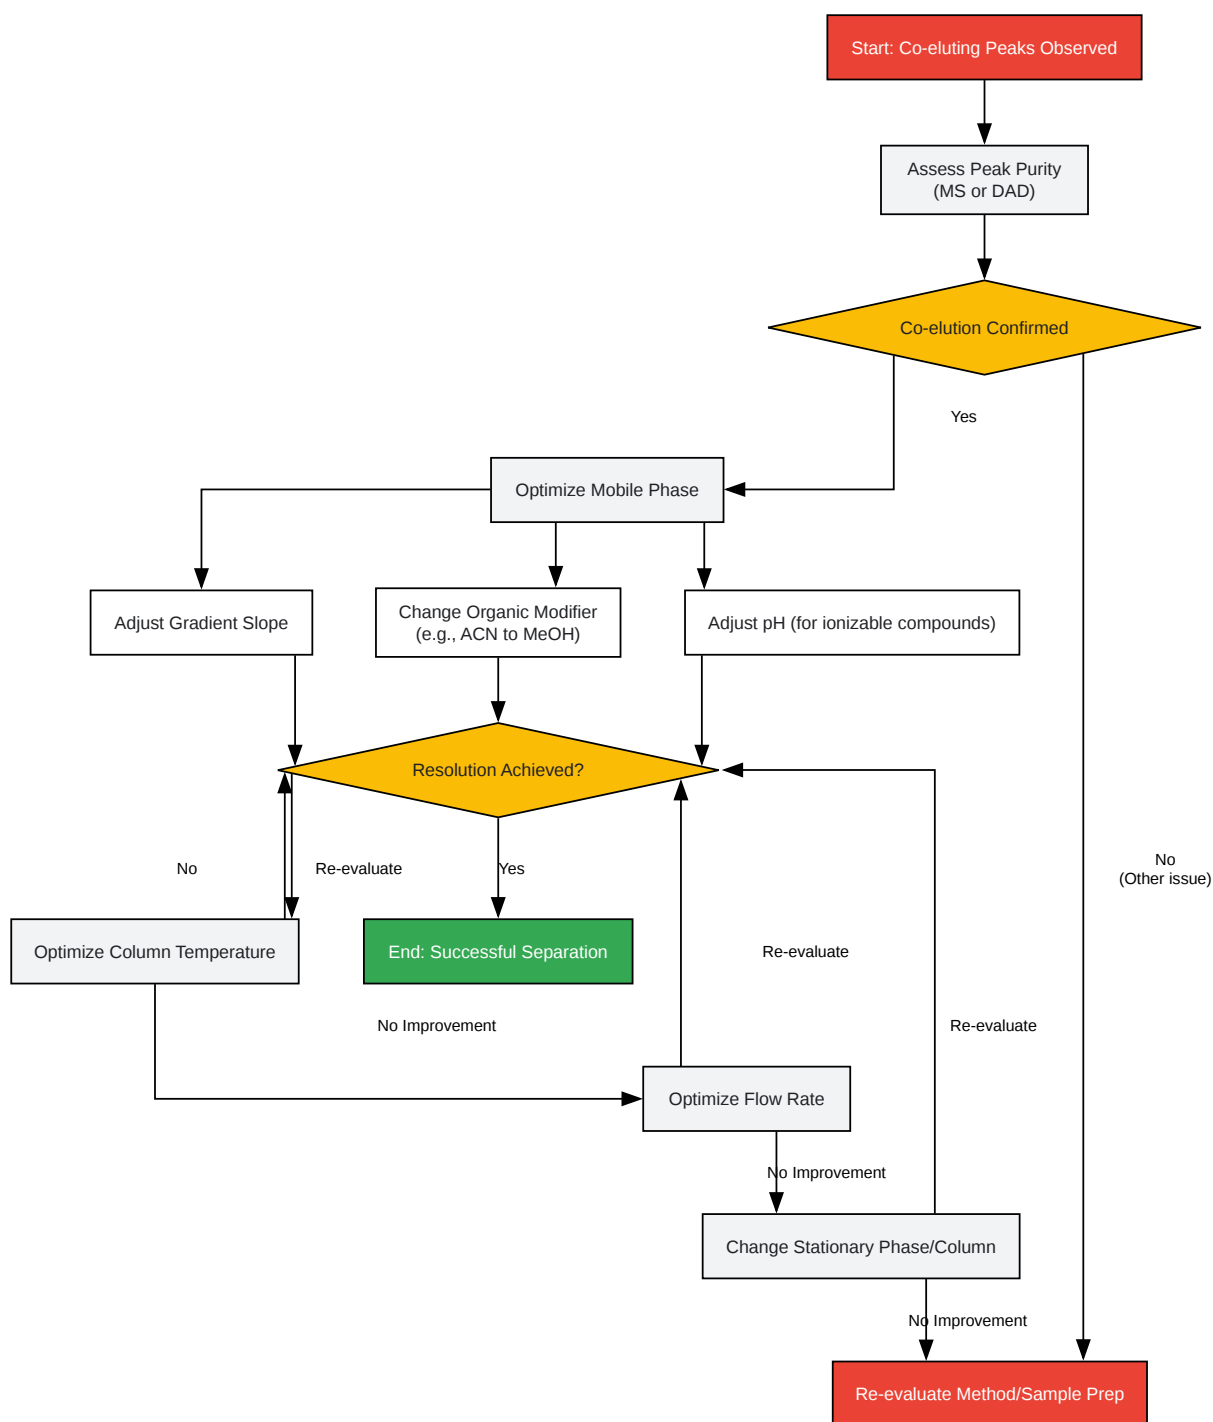 Start: Co-eluting Peaks Observed
Assess Peak Purity
(MS or DAD)
Co-elution Confirmed
Yes
Optimize Mobile Phase
Adjust Gradient Slope
Change Organic Modifier
(e.g., ACN to MeOH)
Adjust pH (for ionizable compounds)
Resolution Achieved?
No
Re-evaluate
Yes
No
(Other issue)
Optimize Column Temperature
End: Successful Separation
Re-evaluate
No Improvement
Re-evaluate
Optimize Flow Rate
No Improvement
Change Stationary Phase/Column
No Improvement
Re-evaluate Method/Sample Prep